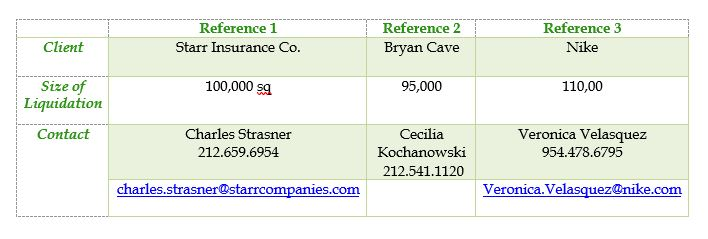 Reference 1 Reference 2 Reference 3
Client Starr Insurance Co. Bryan Cave Nike
Size of 100,000 sq 95,000 110,00
Liquidation
Contact Charles Strasner Cecilia Veronica Velasquez
212.659.6954 Kochanowski 954.478.6795
212.541.1120
charles.strasner@starrcompanies.com Veronica.Velasquez@nike.com